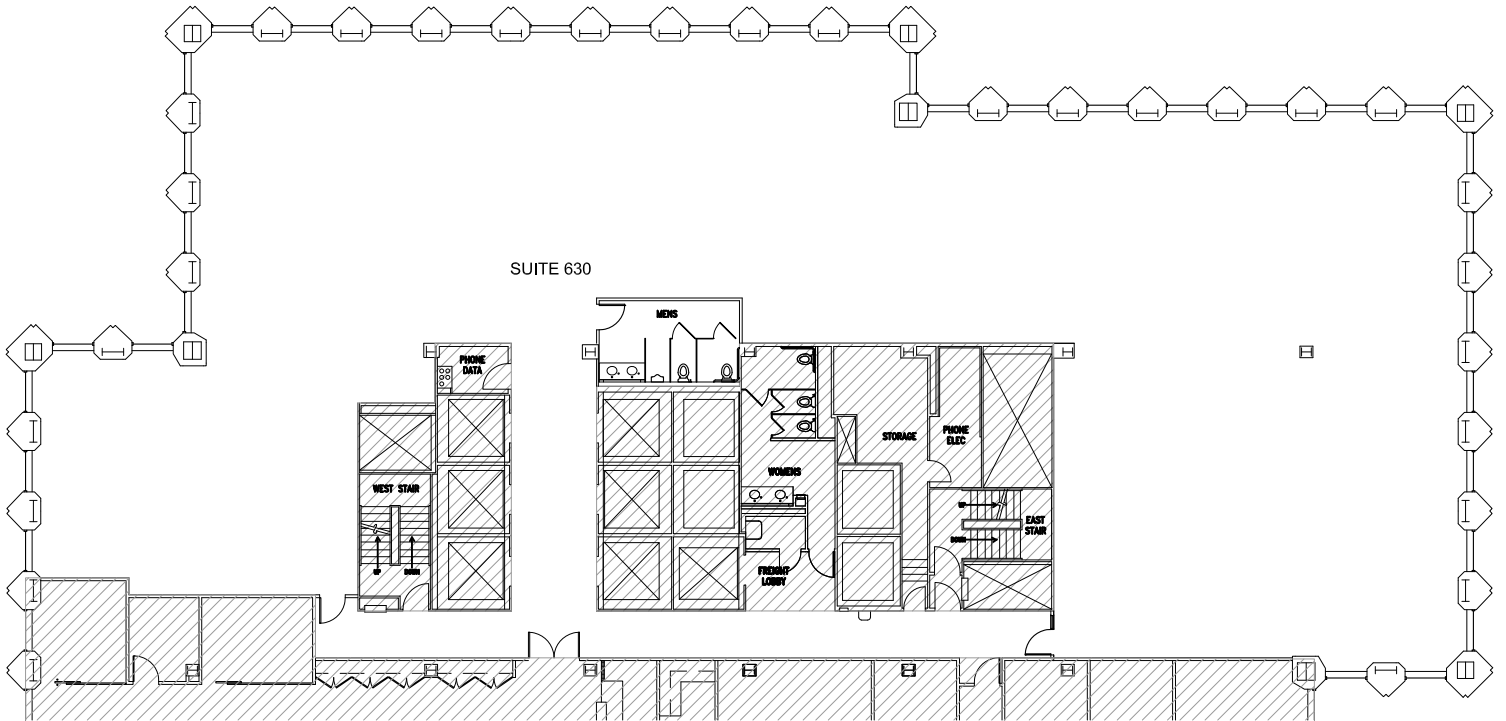 SUITE 630
MENS
PHONE
DATA
STORAGE
PHONE
ELEC
WOMENS
WEST STAIR
UP
EAST
STAIR
DOWN
UP
DOWN
FREIGHT
LOBBY